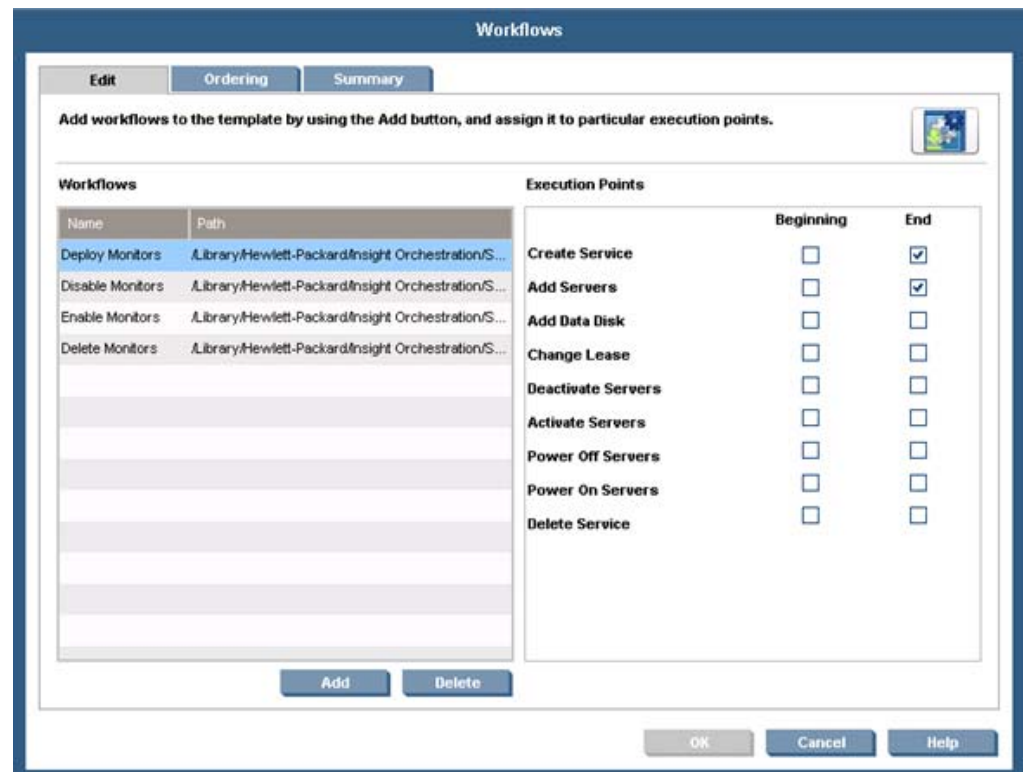 Workflows
Edit
Ordering
Summary
Add workflows to the template by using the Add button, and assign it to particular execution points.
Workflows
Name
Path
Deploy Monitors /Library/Hewlett-Packard/Insight Orchestration/S...
Disable Monitors /Library/Hewlett-Packard/Insight Orchestration/S...
Enable Monitors /Library/Hewlett-Packard/Insight Orchestration/S...
Delete Monitors /Library/Hewlett-Packard/Insight Orchestration/S...
Add
Delete
Execution Points
Beginning
End
Create Service
Add Servers
Add Data Disk
Change Lease
Deactivate Servers
Activate Servers
Power Off Servers
Power On Servers
Delete Service
OK
Cancel
Help